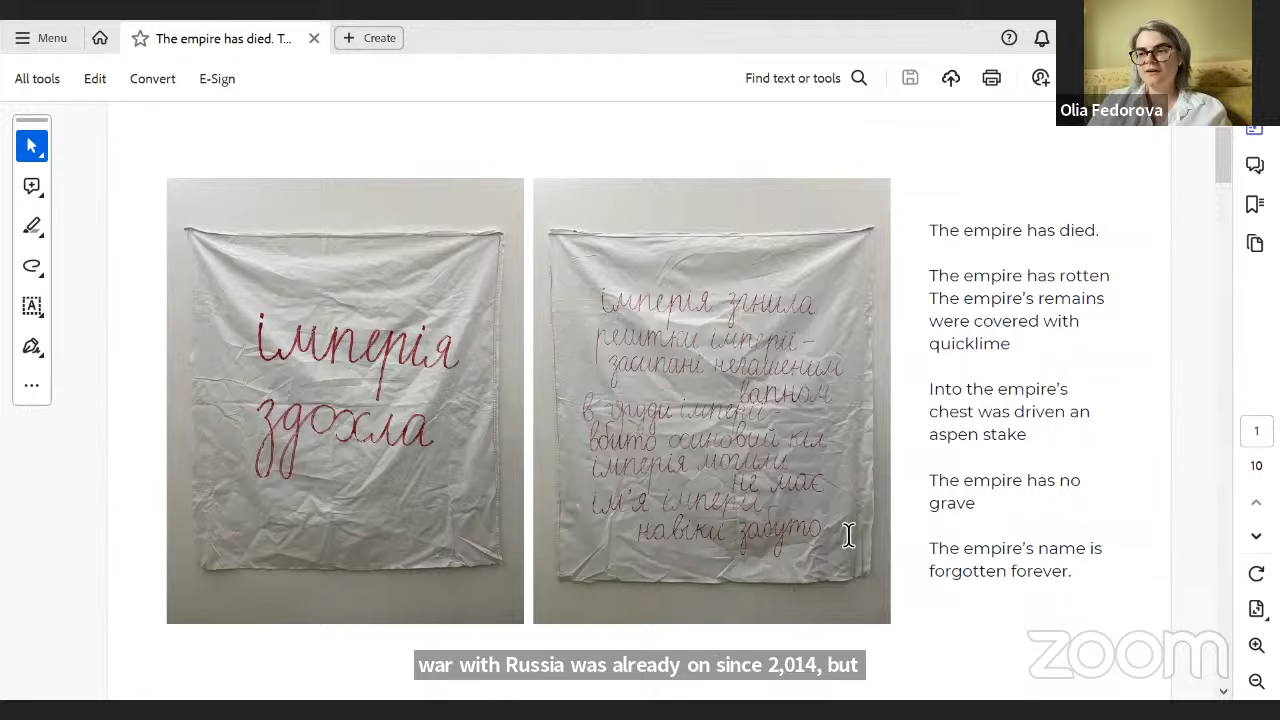 Menu
The empire has died. T...
Create
All tools
Edit
Convert
E-Sign
Find text or tools
Olia Fedorova
імперія
здохла
імперія згнила
рештки імперії –
засипані негашеним
вапном
в груди імперії -
вбито осиковий кіл
імперія могили
не має
ім'я імперії
навіки забуто
The empire has died.
The empire has rotten
The empire's remains
were covered with
quicklime
Into the empire's
chest was driven an
aspen stake
The empire has no
grave
The empire's name is
forgotten forever.
1
10
war with Russia was already on since 2,014, but
zoom